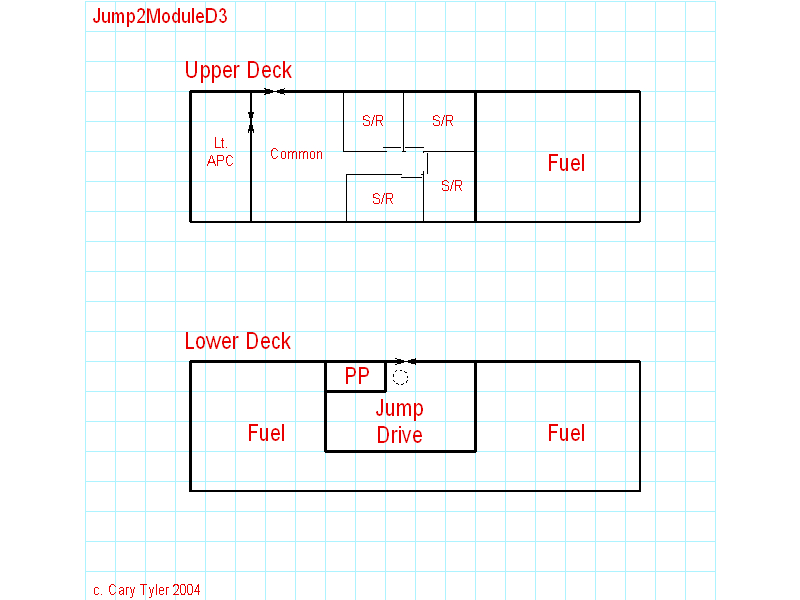 Jump2ModuleD3
Upper Deck
S/R
S/R
Lt.
APC
Common
Fuel
S/R
S/R
Lower Deck
PP
Jump
Drive
Fuel
Fuel
c. Cary Tyler 2004